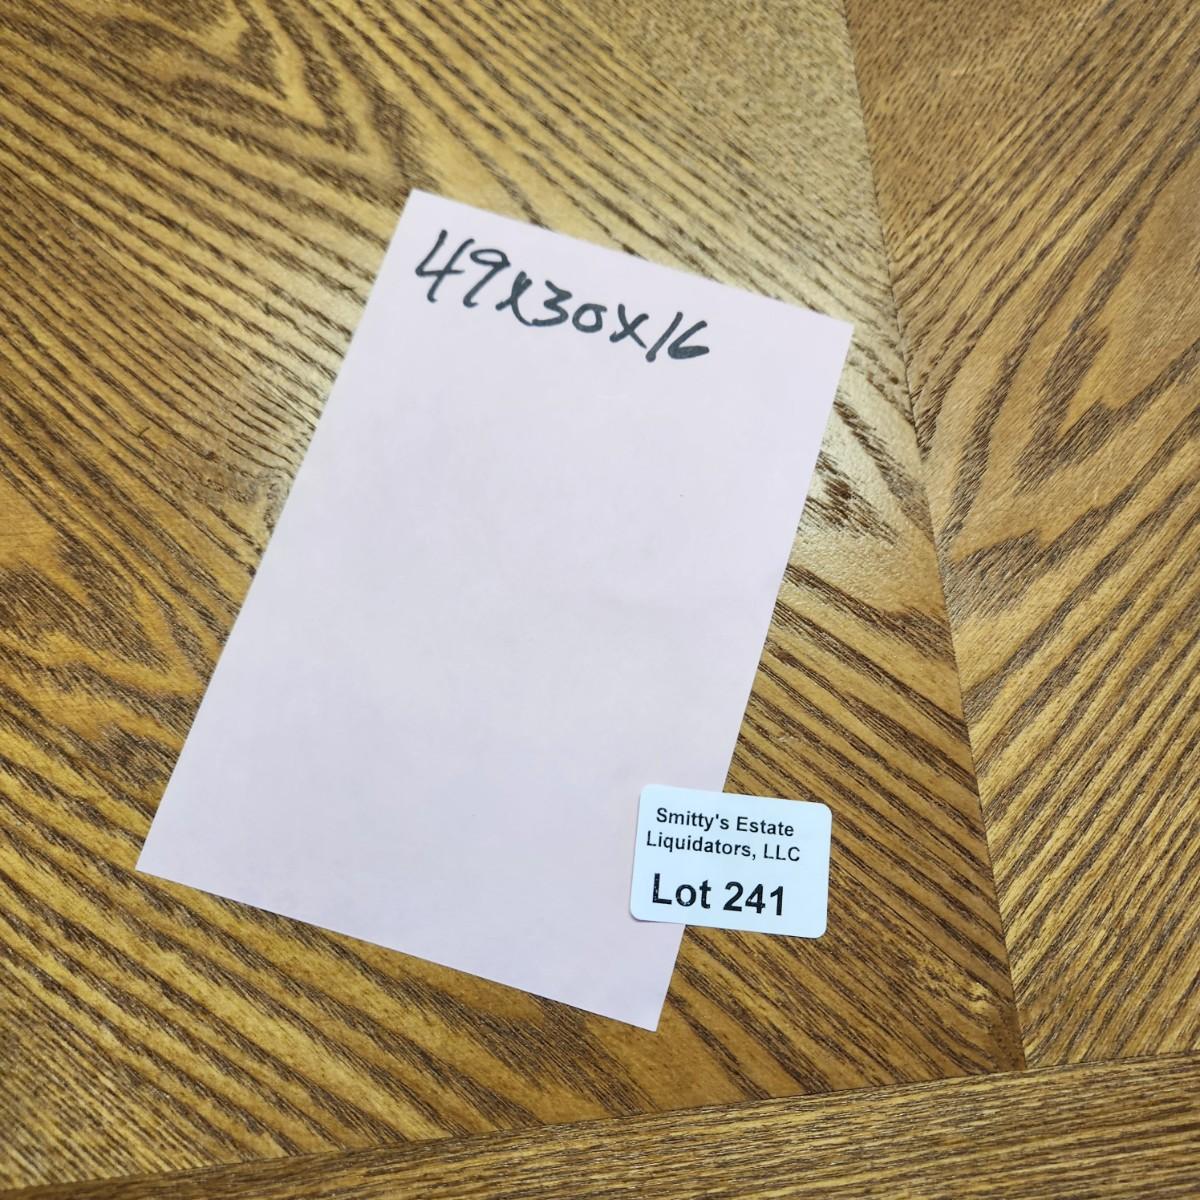 49x30x16
Smitty's Estate
Liquidators, LLC
Lot 241